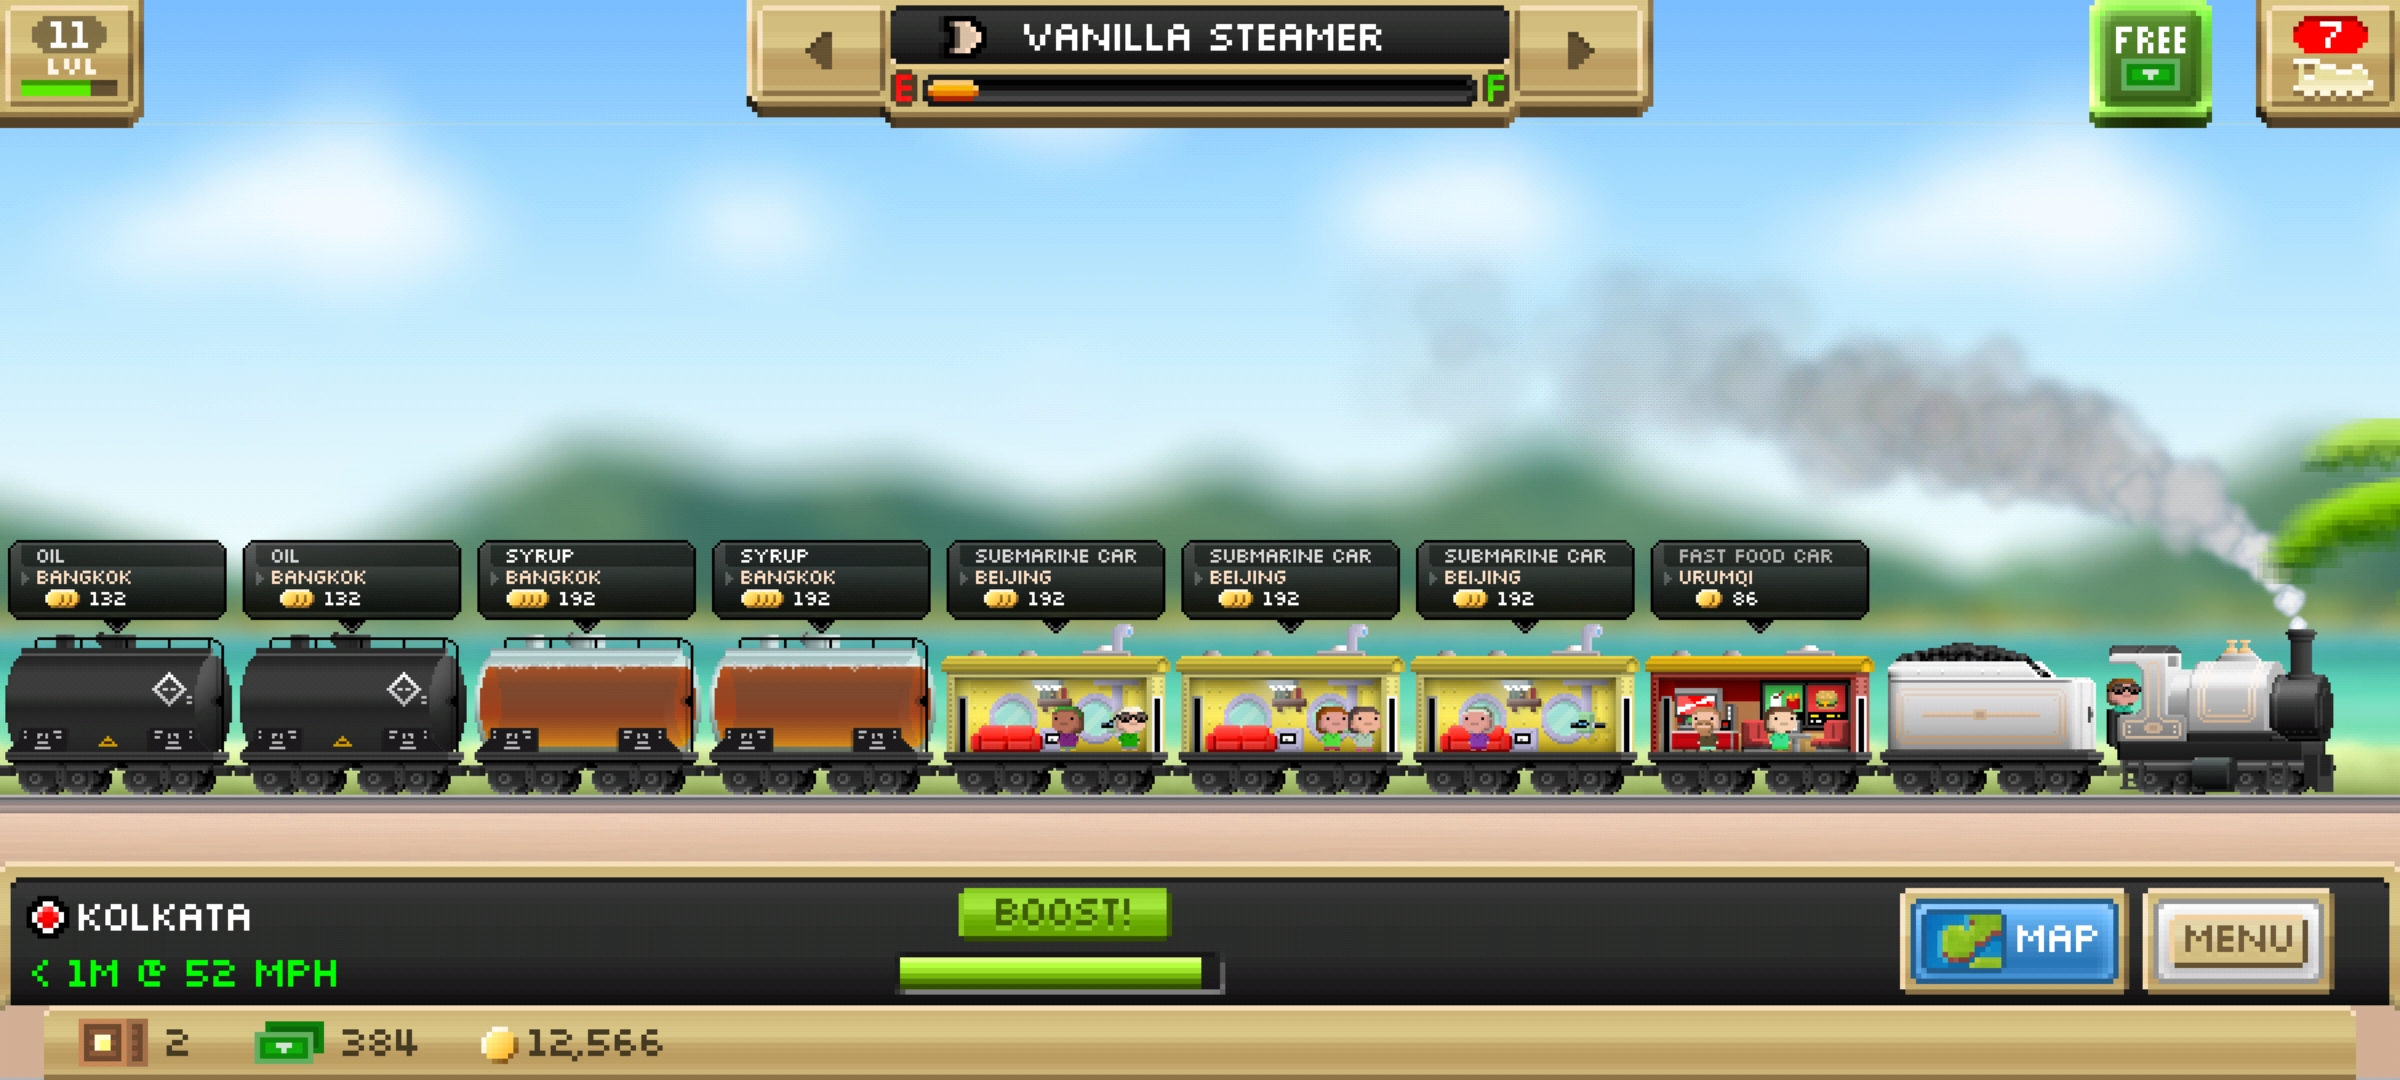 11
LVL
VANILLA STEAMER
E F
FREE
7
OIL
BANGKOK
132
OIL
BANGKOK
132
SYRUP
BANGKOK
192
SYRUP
BANGKOK
192
SUBMARINE CAR
BEIJING
192
SUBMARINE CAR
BEIJING
192
SUBMARINE CAR
BEIJING
192
FAST FOOD CAR
URUMQI
86
KOLKATA
< 1M @ 52 MPH
BOOST!
MAP
MENU
2
384
12,566